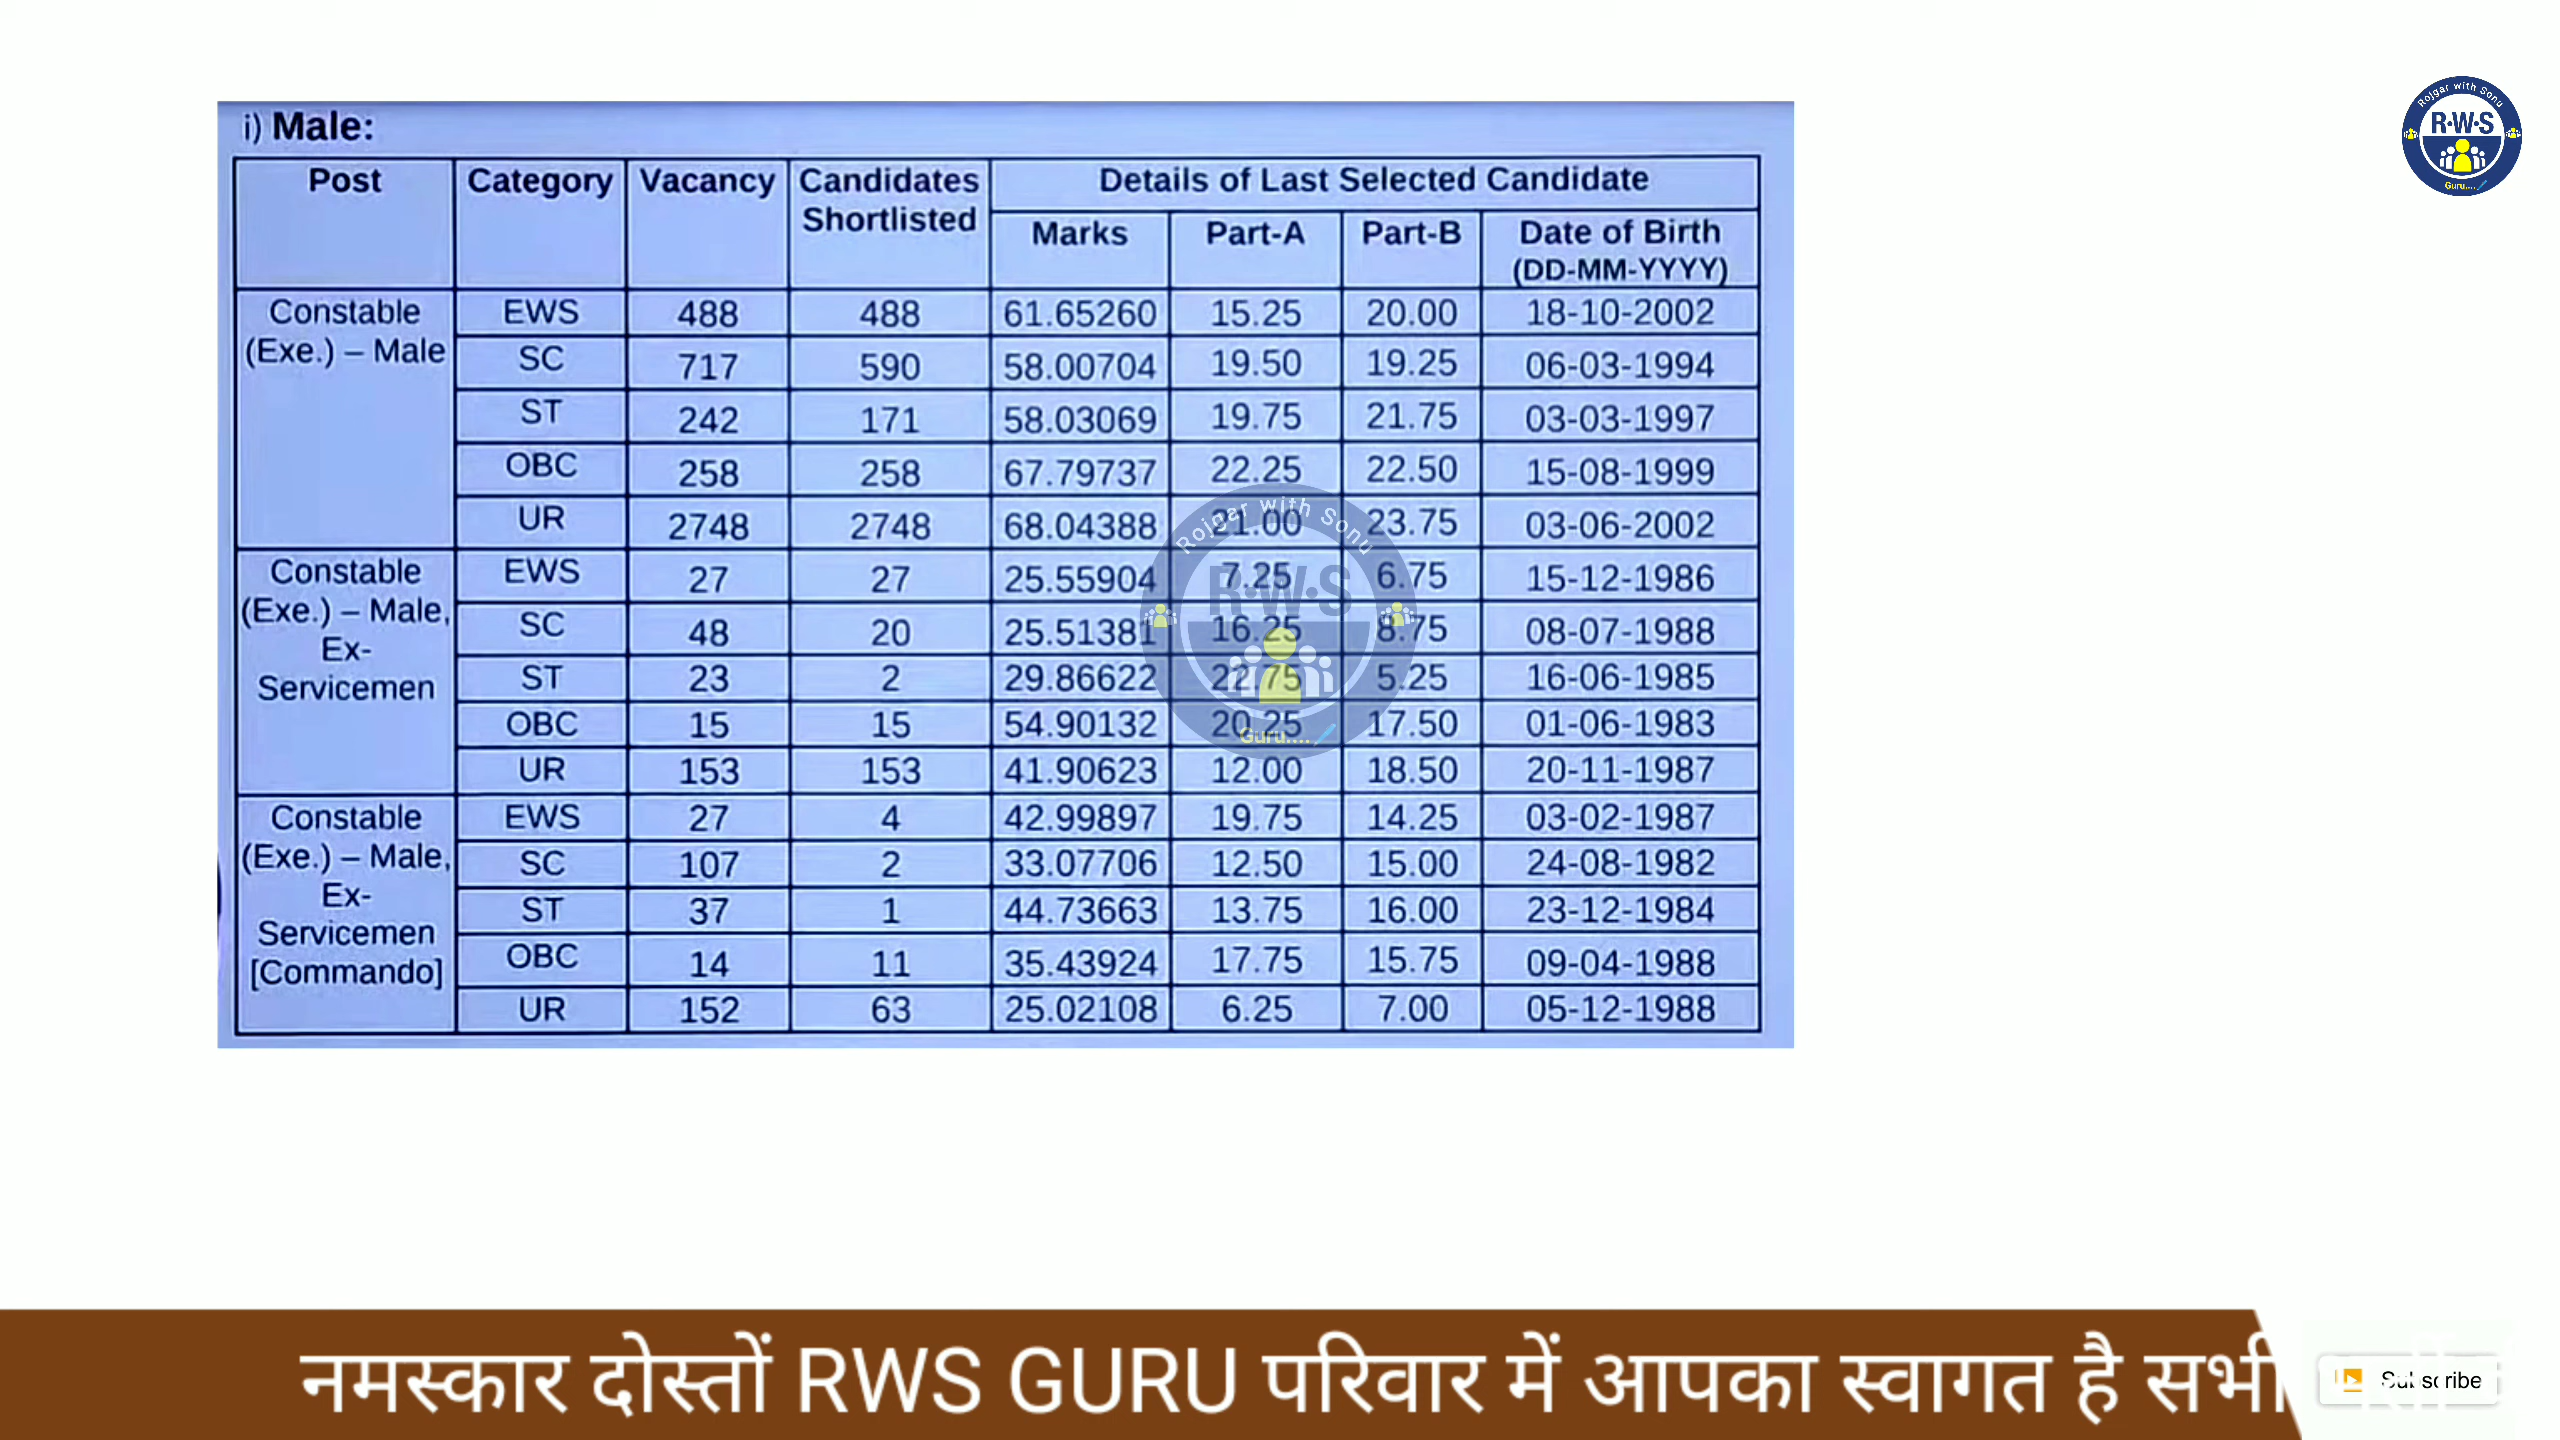 i) Male:
Post Category Vacancy Candidates Shortlisted Details of Last Selected Candidate
Marks Part-A Part-B Date of Birth (DD-MM-YYYY)
Constable (Exe.) – Male
EWS 488 488 61.65260 15.25 20.00 18-10-2002
SC 717 590 58.00704 19.50 19.25 06-03-1994
ST 242 171 58.03069 19.75 21.75 03-03-1997
OBC 258 258 67.79737 22.25 22.50 15-08-1999
UR 2748 2748 68.04388 21.00 23.75 03-06-2002
Constable (Exe.) – Male, Ex-Servicemen
EWS 27 27 25.55904 7.25 6.75 15-12-1986
SC 48 20 25.51381 16.25 8.75 08-07-1988
ST 23 2 29.86622 22.75 5.25 16-06-1985
OBC 15 15 54.90132 20.25 17.50 01-06-1983
UR 153 153 41.90623 12.00 18.50 20-11-1987
Constable (Exe.) – Male, Ex-Servicemen [Commando]
EWS 27 4 42.99897 19.75 14.25 03-02-1987
SC 107 2 33.07706 12.50 15.00 24-08-1982
ST 37 1 44.73663 13.75 16.00 23-12-1984
OBC 14 11 35.43924 17.75 15.75 09-04-1988
UR 152 63 25.02108 6.25 7.00 05-12-1988
Rojgar with Sonu
R·W·S
Guru....
Rojgar with Sonu
R·W·S
Guru....
नमस्कार दोस्तों RWS GURU परिवार में आपका स्वागत है सभी
Subscribe